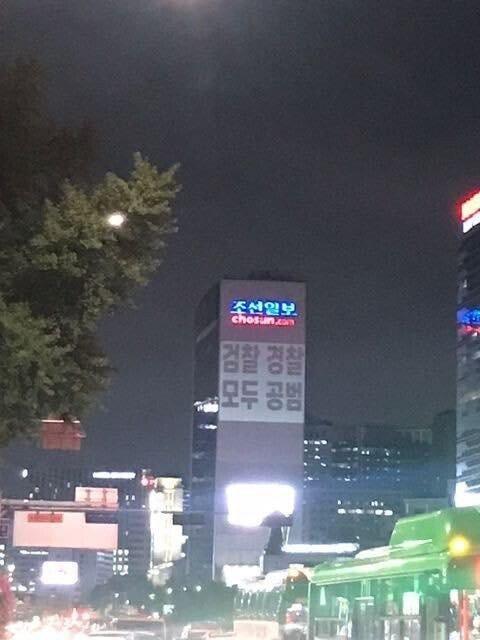 조선일보
chosun.com
검찰 경찰
모두 공범